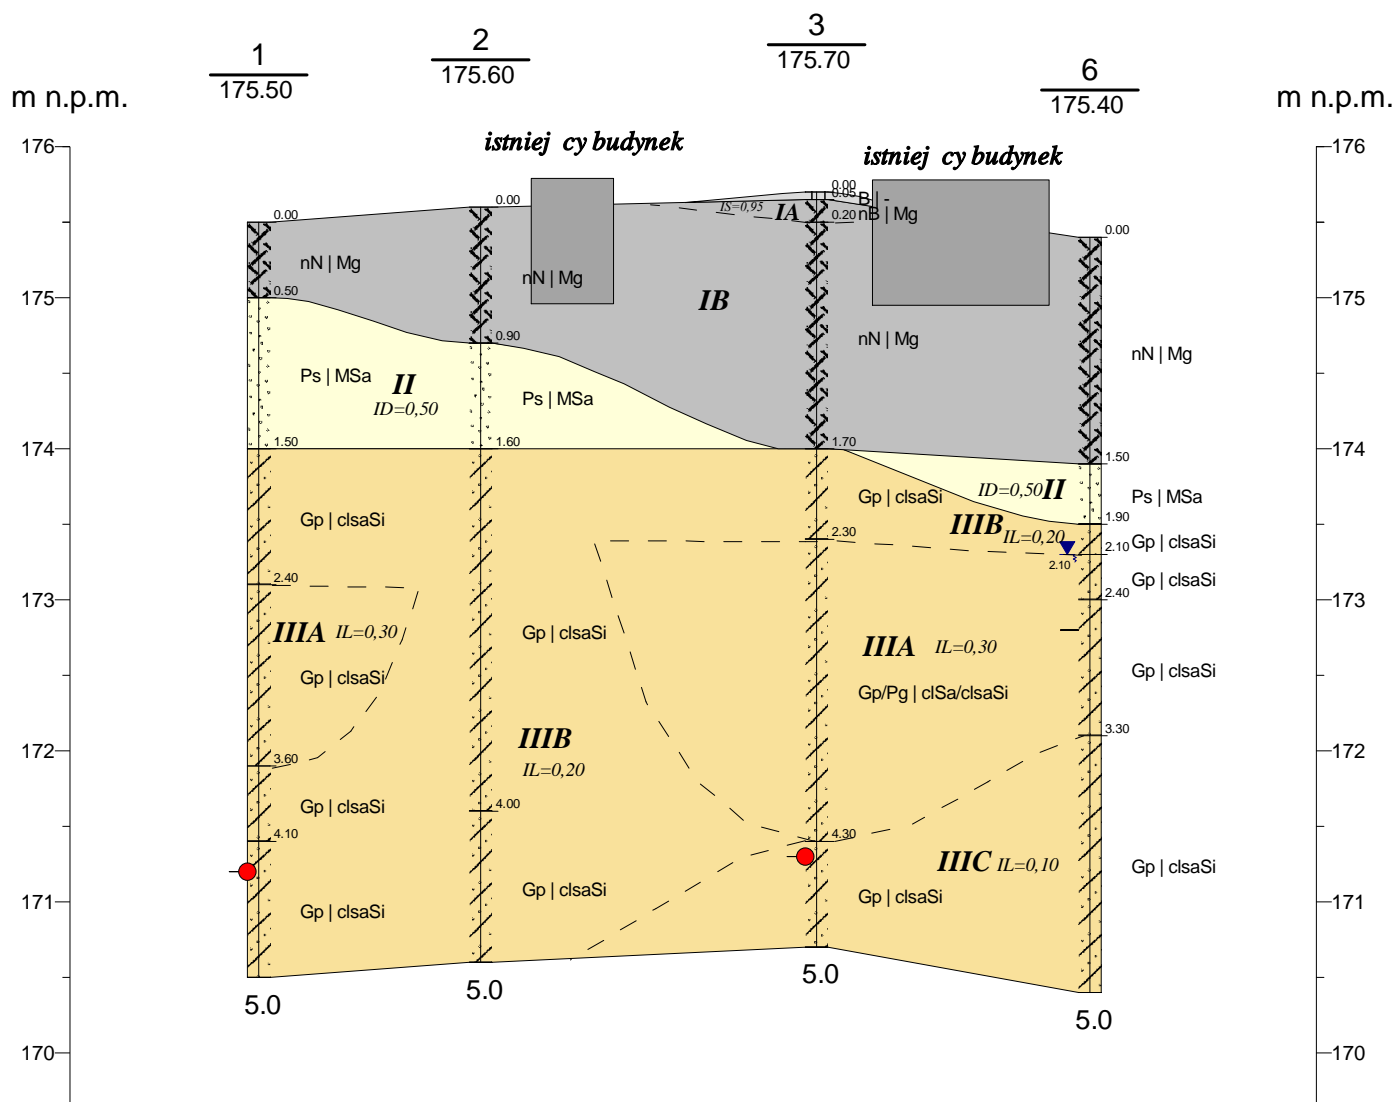 1
175.50
2
175.60
3
175.70
6
175.40
m n.p.m.
m n.p.m.
istniej cy budynek
istniej cy budynek
176
176
0.00
0.00
0.00
0.05
B | -
IS=0,95
IA
0.20
nB | Mg
0.00
nN | Mg
nN | Mg
IB
175
0.50
175
0.90
nN | Mg
nN | Mg
Ps | MSa
II
ID=0,50
Ps | MSa
174
1.50
1.60
1.70
174
1.50
Gp | clsaSi
ID=0,50
II
Ps | MSa
Gp | clsaSi
IIIB
IL=0,20
1.90
2.30
Gp | clsaSi
2.10
2.10
2.40
Gp | clsaSi
173
2.40
173
IIIA
IL=0,30
Gp | clsaSi
IIIA
IL=0,30
Gp | clsaSi
Gp | clsaSi
Gp/Pg | clSa/clsaSi
IIIB
IL=0,20
3.30
172
3.60
172
Gp | clsaSi
4.00
4.10
4.30
IIIC
IL=0,10
Gp | clsaSi
Gp | clsaSi
Gp | clsaSi
171
Gp | clsaSi
171
5.0
5.0
5.0
5.0
170
170